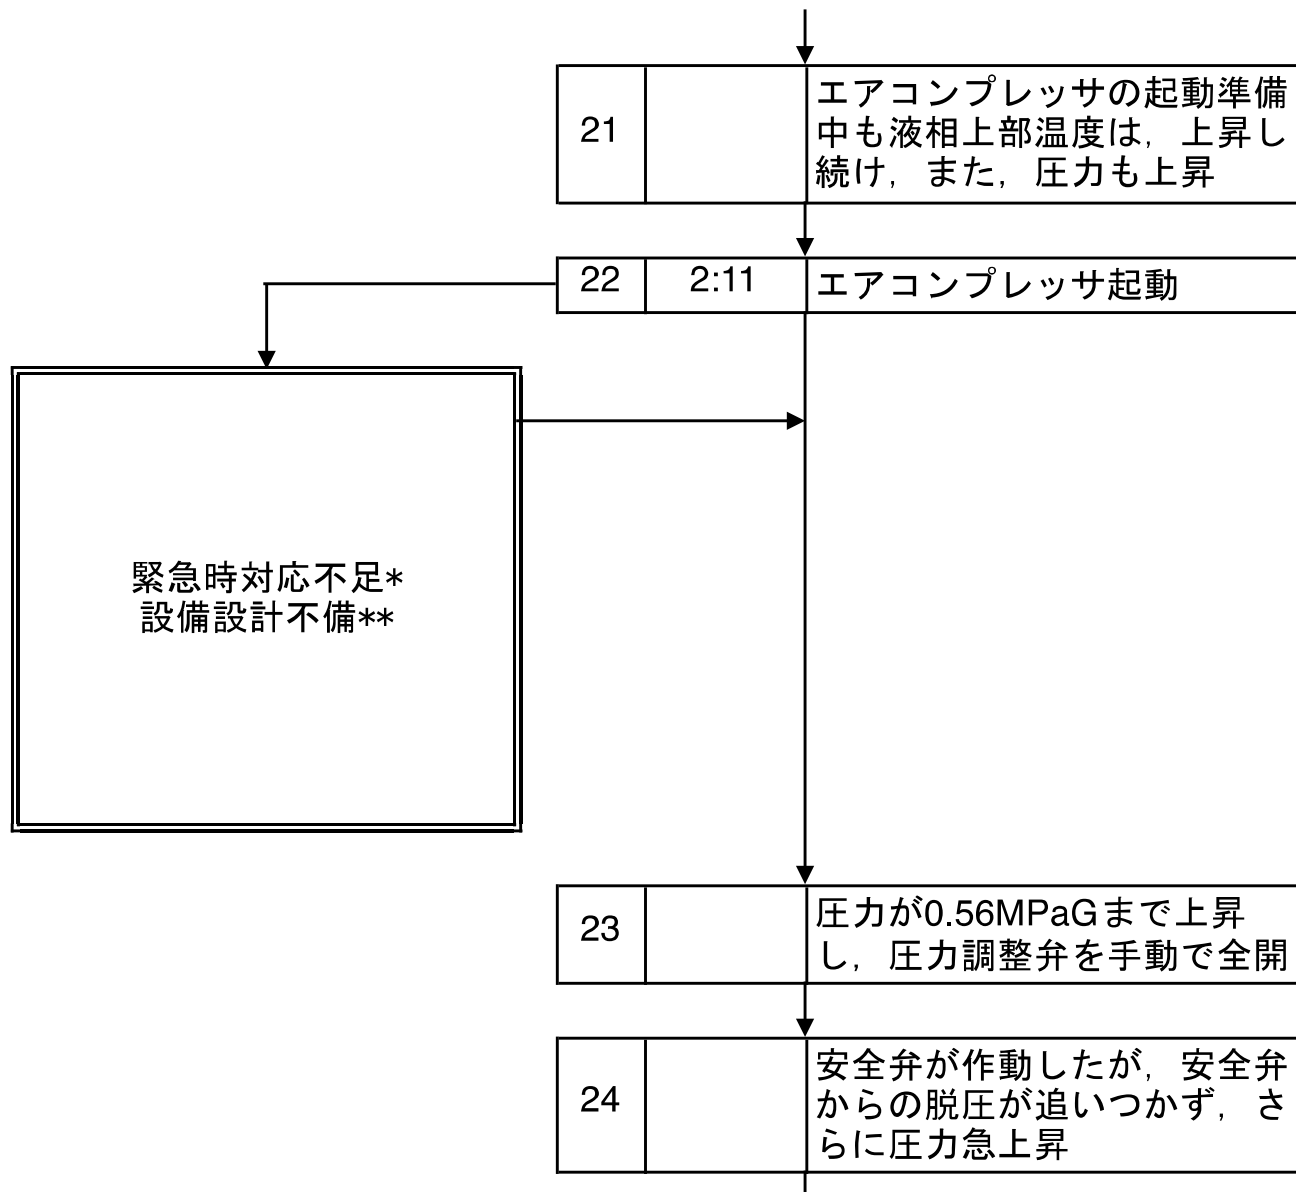 21
エアコンプレッサの起動準備
中も液相上部温度は，上昇し
続け，また，圧力も上昇
22 2:11 エアコンプレッサ起動
緊急時対応不足*
設備設計不備**
23
圧力が0.56MPaGまで上昇
し，圧力調整弁を手動で全開
24
安全弁が作動したが，安全弁
からの脱圧が追いつかず，さ
らに圧力急上昇